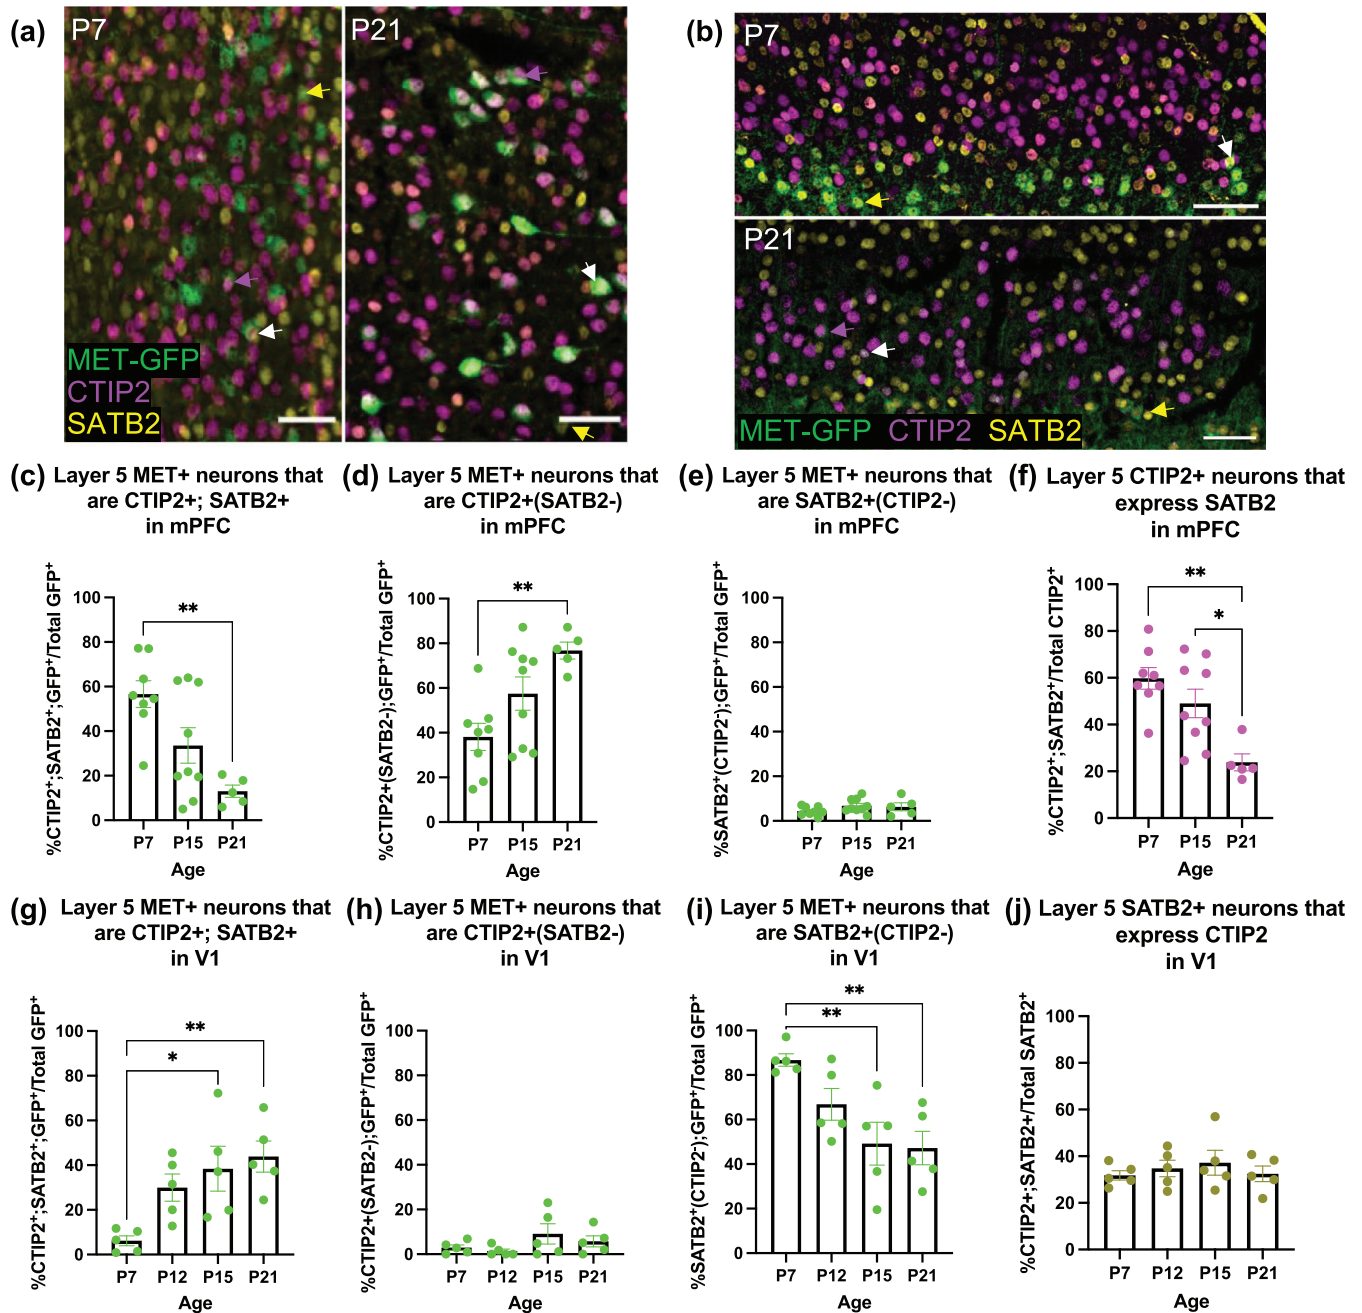 (a) P7
P21
MET-GFP
CTIP2
SATB2
(b) P7
P21
MET-GFP CTIP2 SATB2
(c) Layer 5 MET+ neurons that
are CTIP2+; SATB2+
in mPFC
%CTIP2⁺;SATB2⁺;GFP⁺/Total GFP⁺
100
80
60
40
20
0
**
P7 P15 P21
Age
(d) Layer 5 MET+ neurons that
are CTIP2+(SATB2-)
in mPFC
%CTIP2+(SATB2-);GFP⁺/Total GFP⁺
100
80
60
40
20
0
**
P7 P15 P21
Age
(e) Layer 5 MET+ neurons that
are SATB2+(CTIP2-)
in mPFC
%SATB2⁺(CTIP2⁻);GFP⁺/Total GFP⁺
100
80
60
40
20
0
P7 P15 P21
Age
(f) Layer 5 CTIP2+ neurons that
express SATB2
in mPFC
%CTIP2⁺;SATB2⁺/Total CTIP2⁺
100
80
60
40
20
0
**
*
P7 P15 P21
Age
(g) Layer 5 MET+ neurons that
are CTIP2+; SATB2+
in V1
%CTIP2⁺;SATB2⁺;GFP⁺/Total GFP⁺
100
80
60
40
20
0
**
*
P7 P12 P15 P21
Age
(h) Layer 5 MET+ neurons that
are CTIP2+(SATB2-)
in V1
%CTIP2+(SATB2-);GFP⁺/Total GFP⁺
100
80
60
40
20
0
P7 P12 P15 P21
Age
(i) Layer 5 MET+ neurons that
are SATB2+(CTIP2-)
in V1
%SATB2⁺(CTIP2⁻);GFP⁺/Total GFP⁺
100
80
60
40
20
0
**
**
P7 P12 P15 P21
Age
(j) Layer 5 SATB2+ neurons that
express CTIP2
in V1
%CTIP2+;SATB2+/Total SATB2⁺
100
80
60
40
20
0
P7 P12 P15 P21
Age